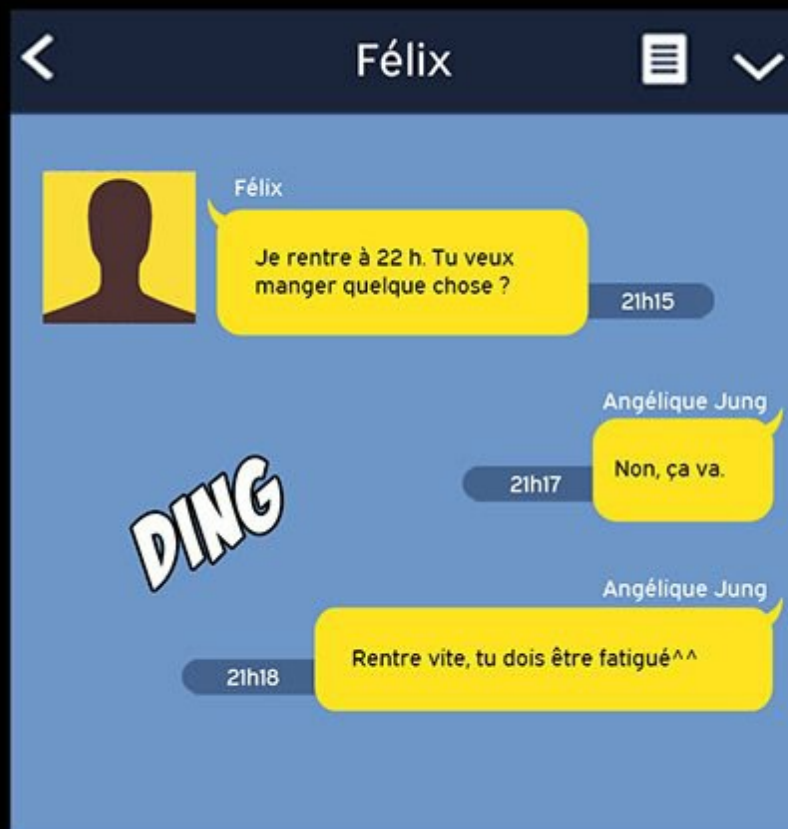 Félix
Félix
Je rentre à 22 h. Tu veux
manger quelque chose ?
21h15
Angélique Jung
Non, ça va.
21h17
DING
Angélique Jung
Rentre vite, tu dois être fatigué^^
21h18